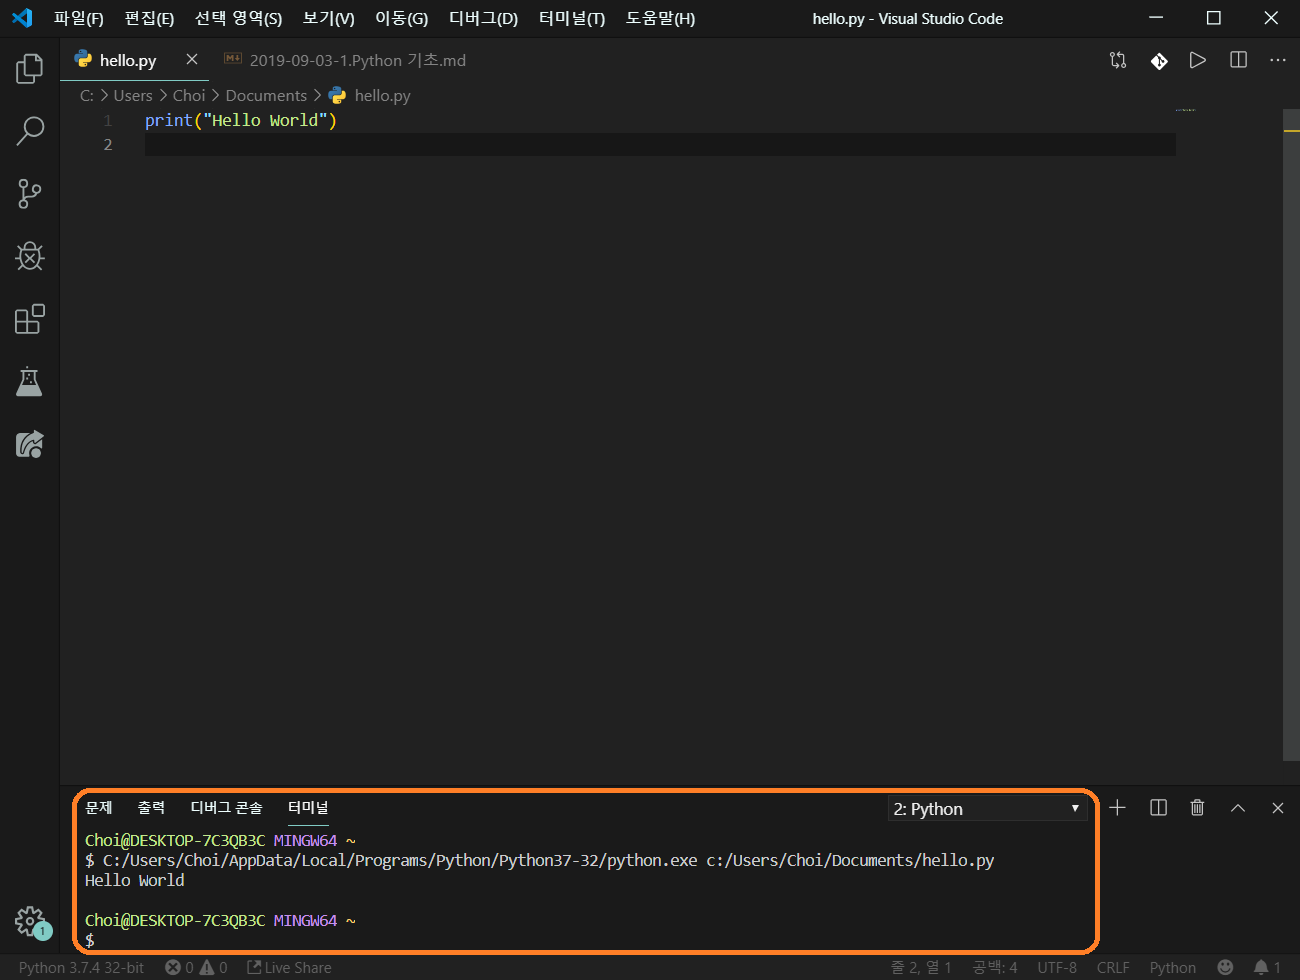 파일(F) 편집(E) 선택 영역(S) 보기(V) 이동(G) 디버그(D) 터미널(T) 도움말(H) hello.py - Visual Studio Code
hello.py 2019-09-03-1.Python 기초.md
C: > Users > Choi > Documents > hello.py
1 print("Hello World")
2
문제 출력 디버그 콘솔 터미널 2: Python
Choi@DESKTOP-7C3QB3C MINGW64 ~
$ C:/Users/Choi/AppData/Local/Programs/Python/Python37-32/python.exe c:/Users/Choi/Documents/hello.py
Hello World
Choi@DESKTOP-7C3QB3C MINGW64 ~
$
1
Python 3.7.4 32-bit 0 0 Live Share 줄 2, 열 1 공백: 4 UTF-8 CRLF Python 1